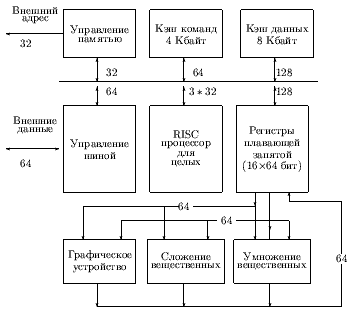 Внешний
адрес
32
Управление
памятью
Кэш команд
4 Кбайт
Кэш данных
8 Кбайт
32
64
128
64
3 * 32
128
Внешние
данные
64
Управление
шиной
RISC
процессор
для
целых
Регистры
плавающей
запятой
(16×64 бит)
64
64
Графическое
устройство
Сложение
вещественных
Умножение
вещественных
64